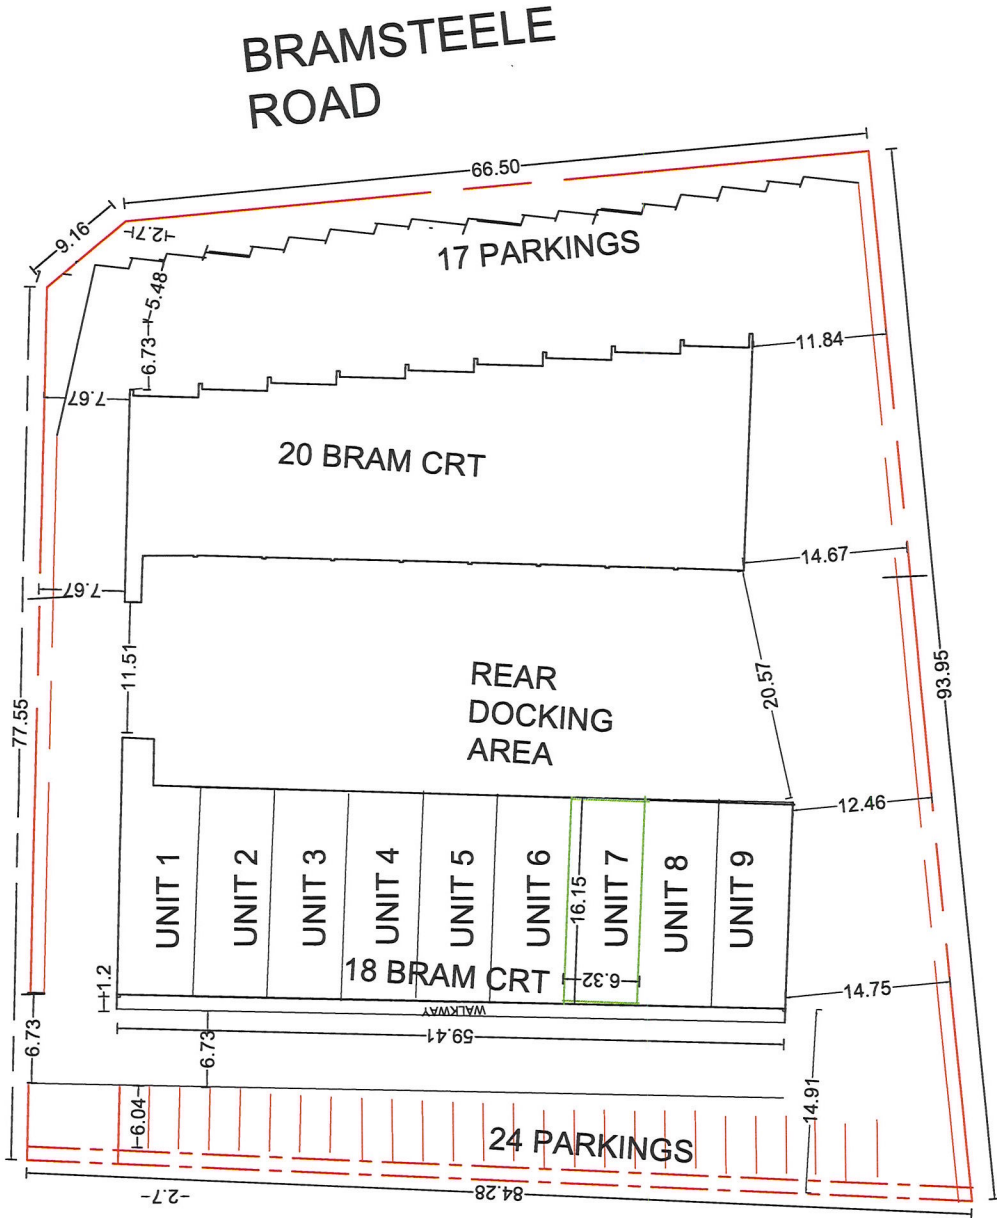 BRAMSTEELE
ROAD
66.50
9.16
2.7
17 PARKINGS
5.48
6.73
11.84
7.67
20 BRAM CRT
14.67
7.67
11.51
REAR
DOCKING
AREA
20.57
93.95
77.55
12.46
UNIT 1
UNIT 2
UNIT 3
UNIT 4
UNIT 5
UNIT 6
16.15
UNIT 7
UNIT 8
UNIT 9
18 BRAM CRT
6.32
1.2
14.75
WALKWAY
59.41
6.73
6.73
14.91
6.04
24 PARKINGS
2.7
84.28